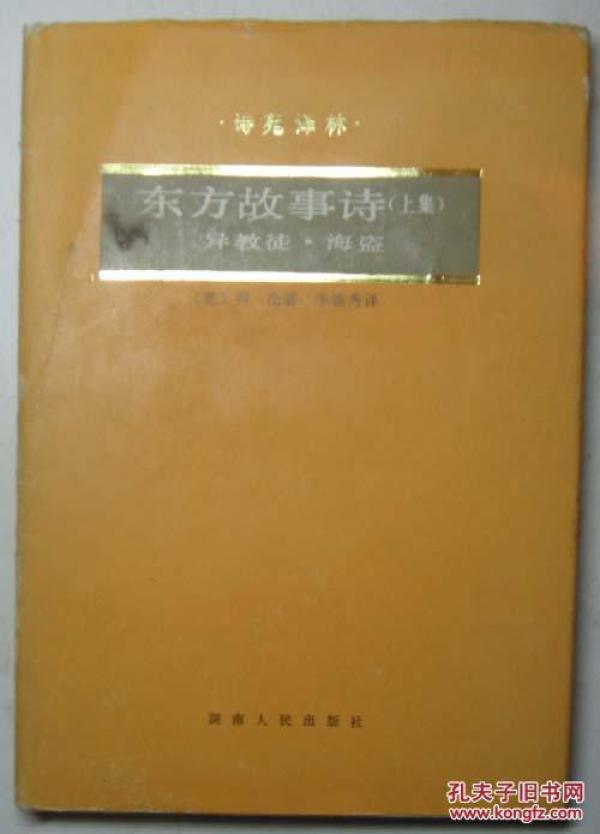 ·诗苑译林·
东方故事诗(上集)
异教徒·海盗
〔英〕拜 伦著 李锦秀译
湖南人民出版社
孔夫子旧书网
www.kongfz.com